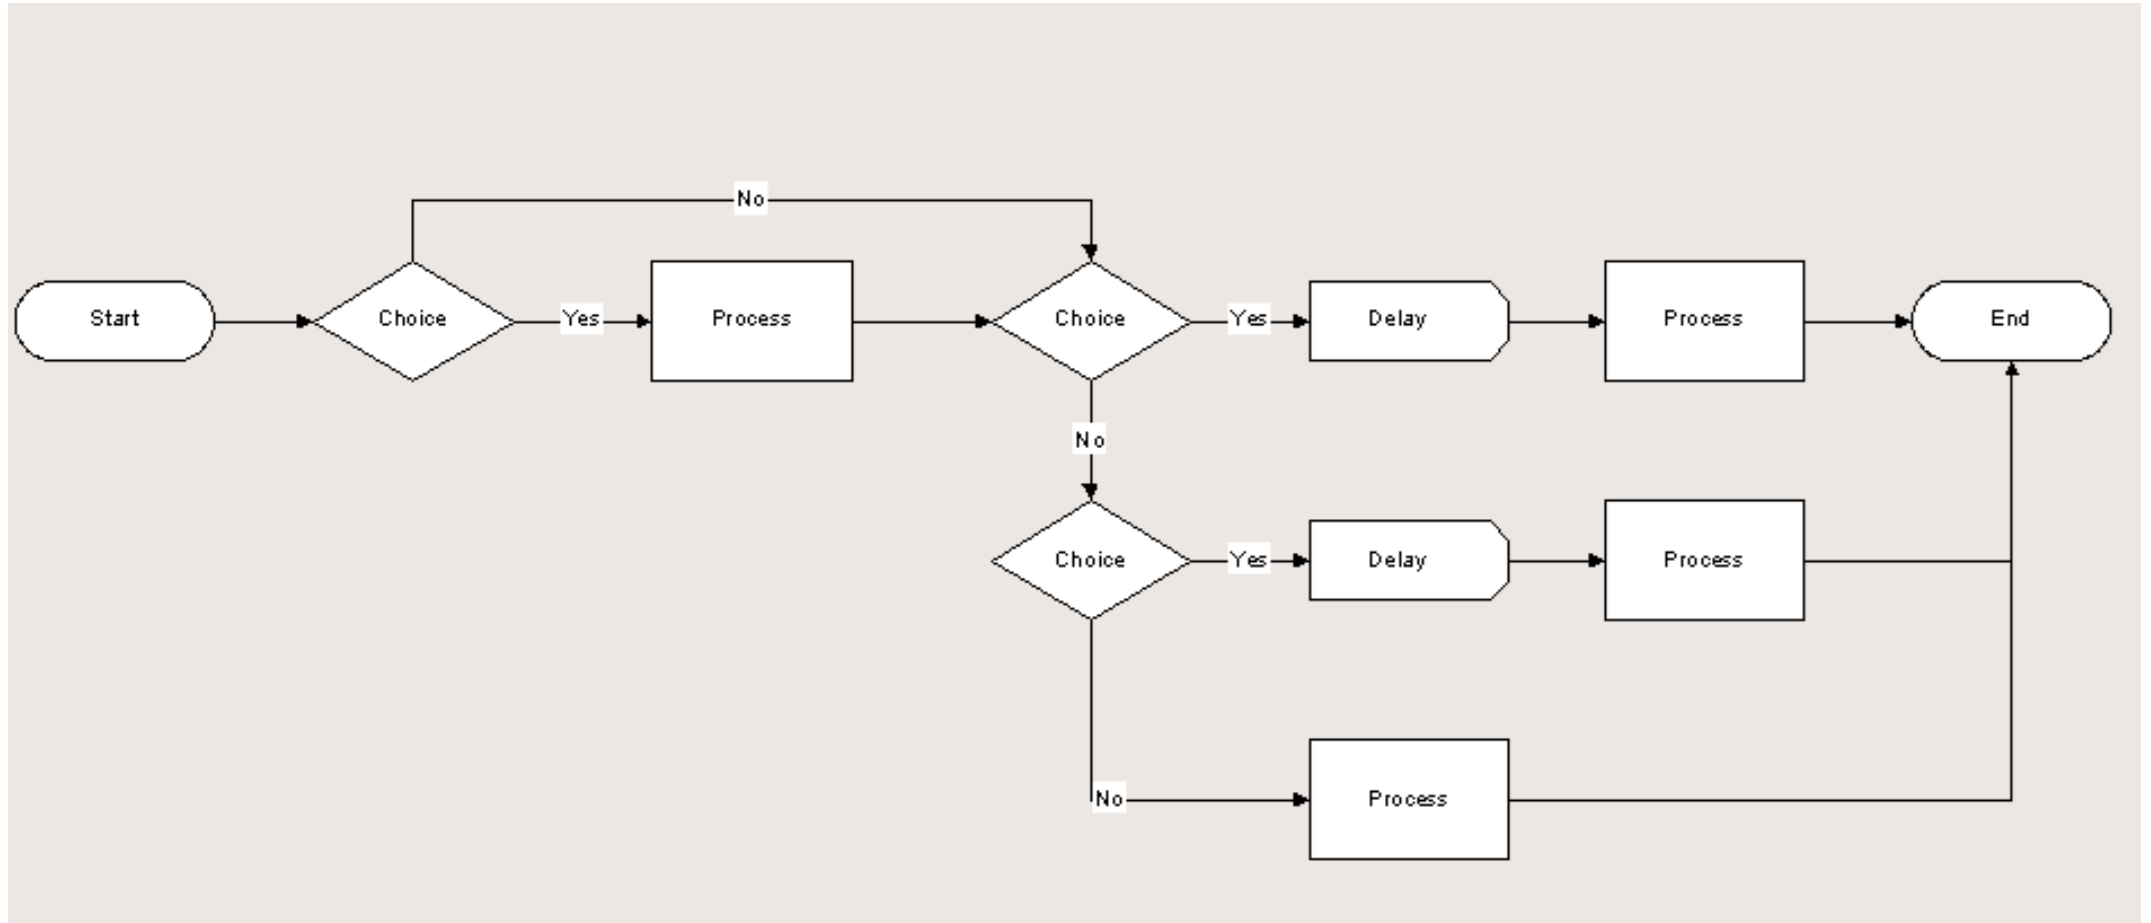 No
Start
Choice
Yes
Process
Choice
Yes
Delay
Process
End
No
Choice
Yes
Delay
Process
No
Process